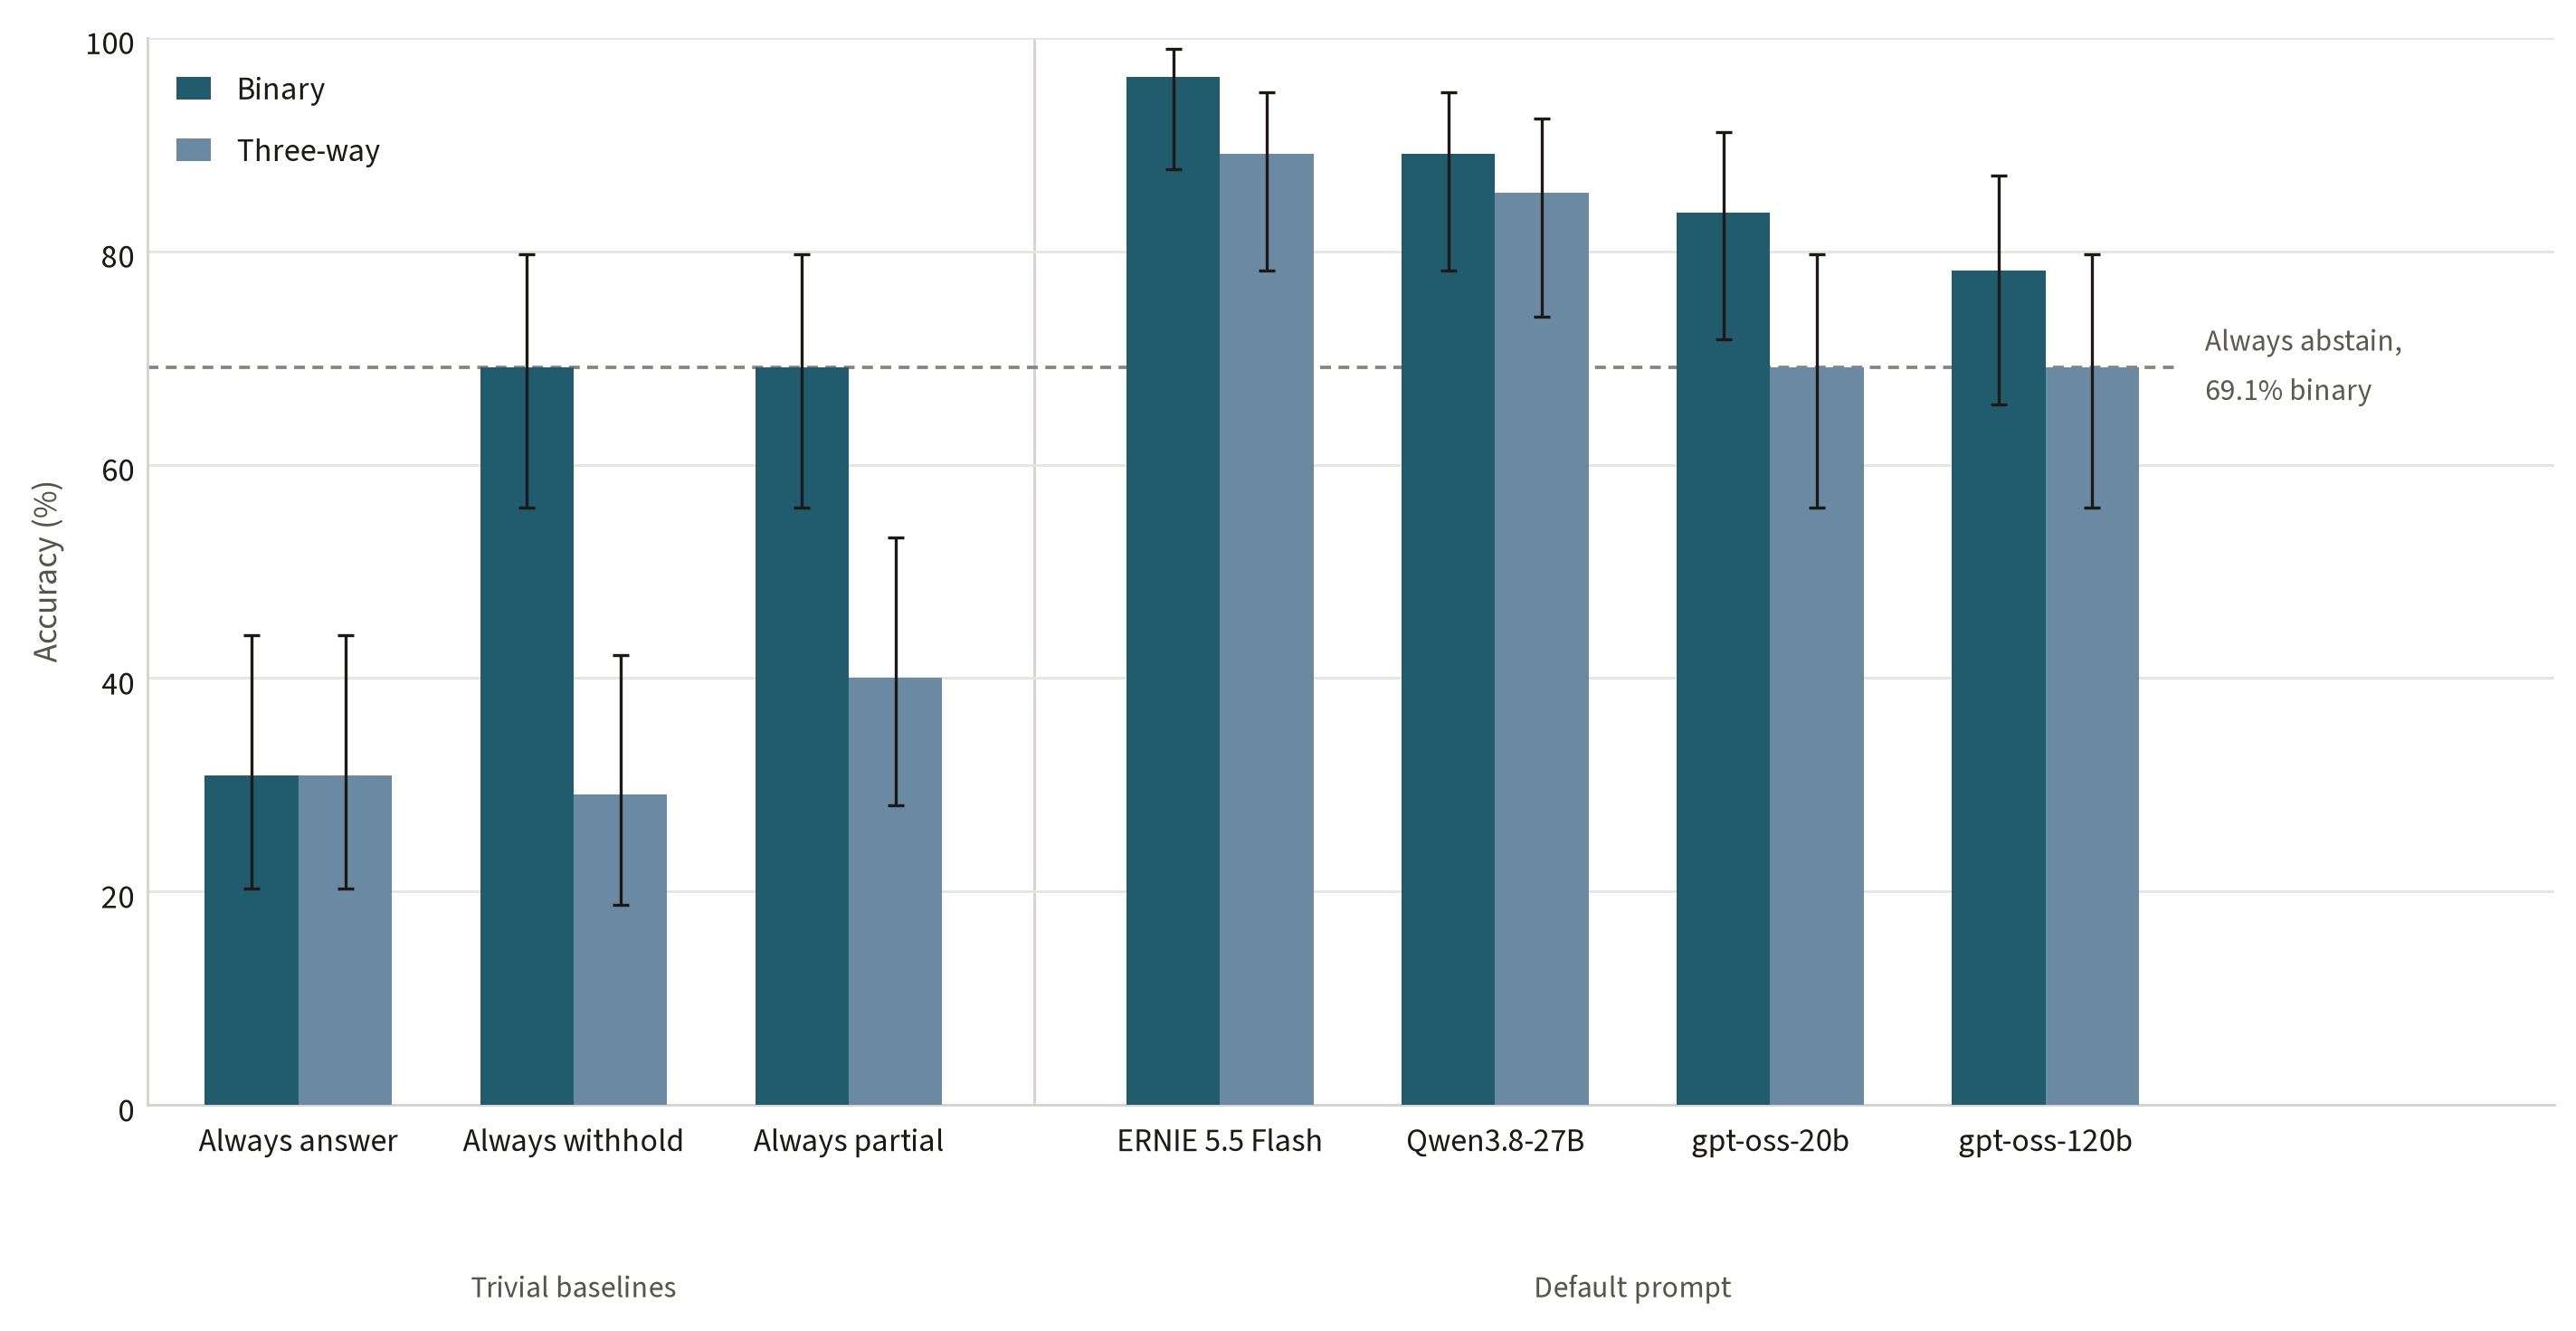 Binary
Three-way
Accuracy (%)
100
80
60
40
20
0
Always abstain,
69.1% binary
Always answer
Always withhold
Always partial
ERNIE 5.5 Flash
Qwen3.8-27B
gpt-oss-20b
gpt-oss-120b
Trivial baselines
Default prompt